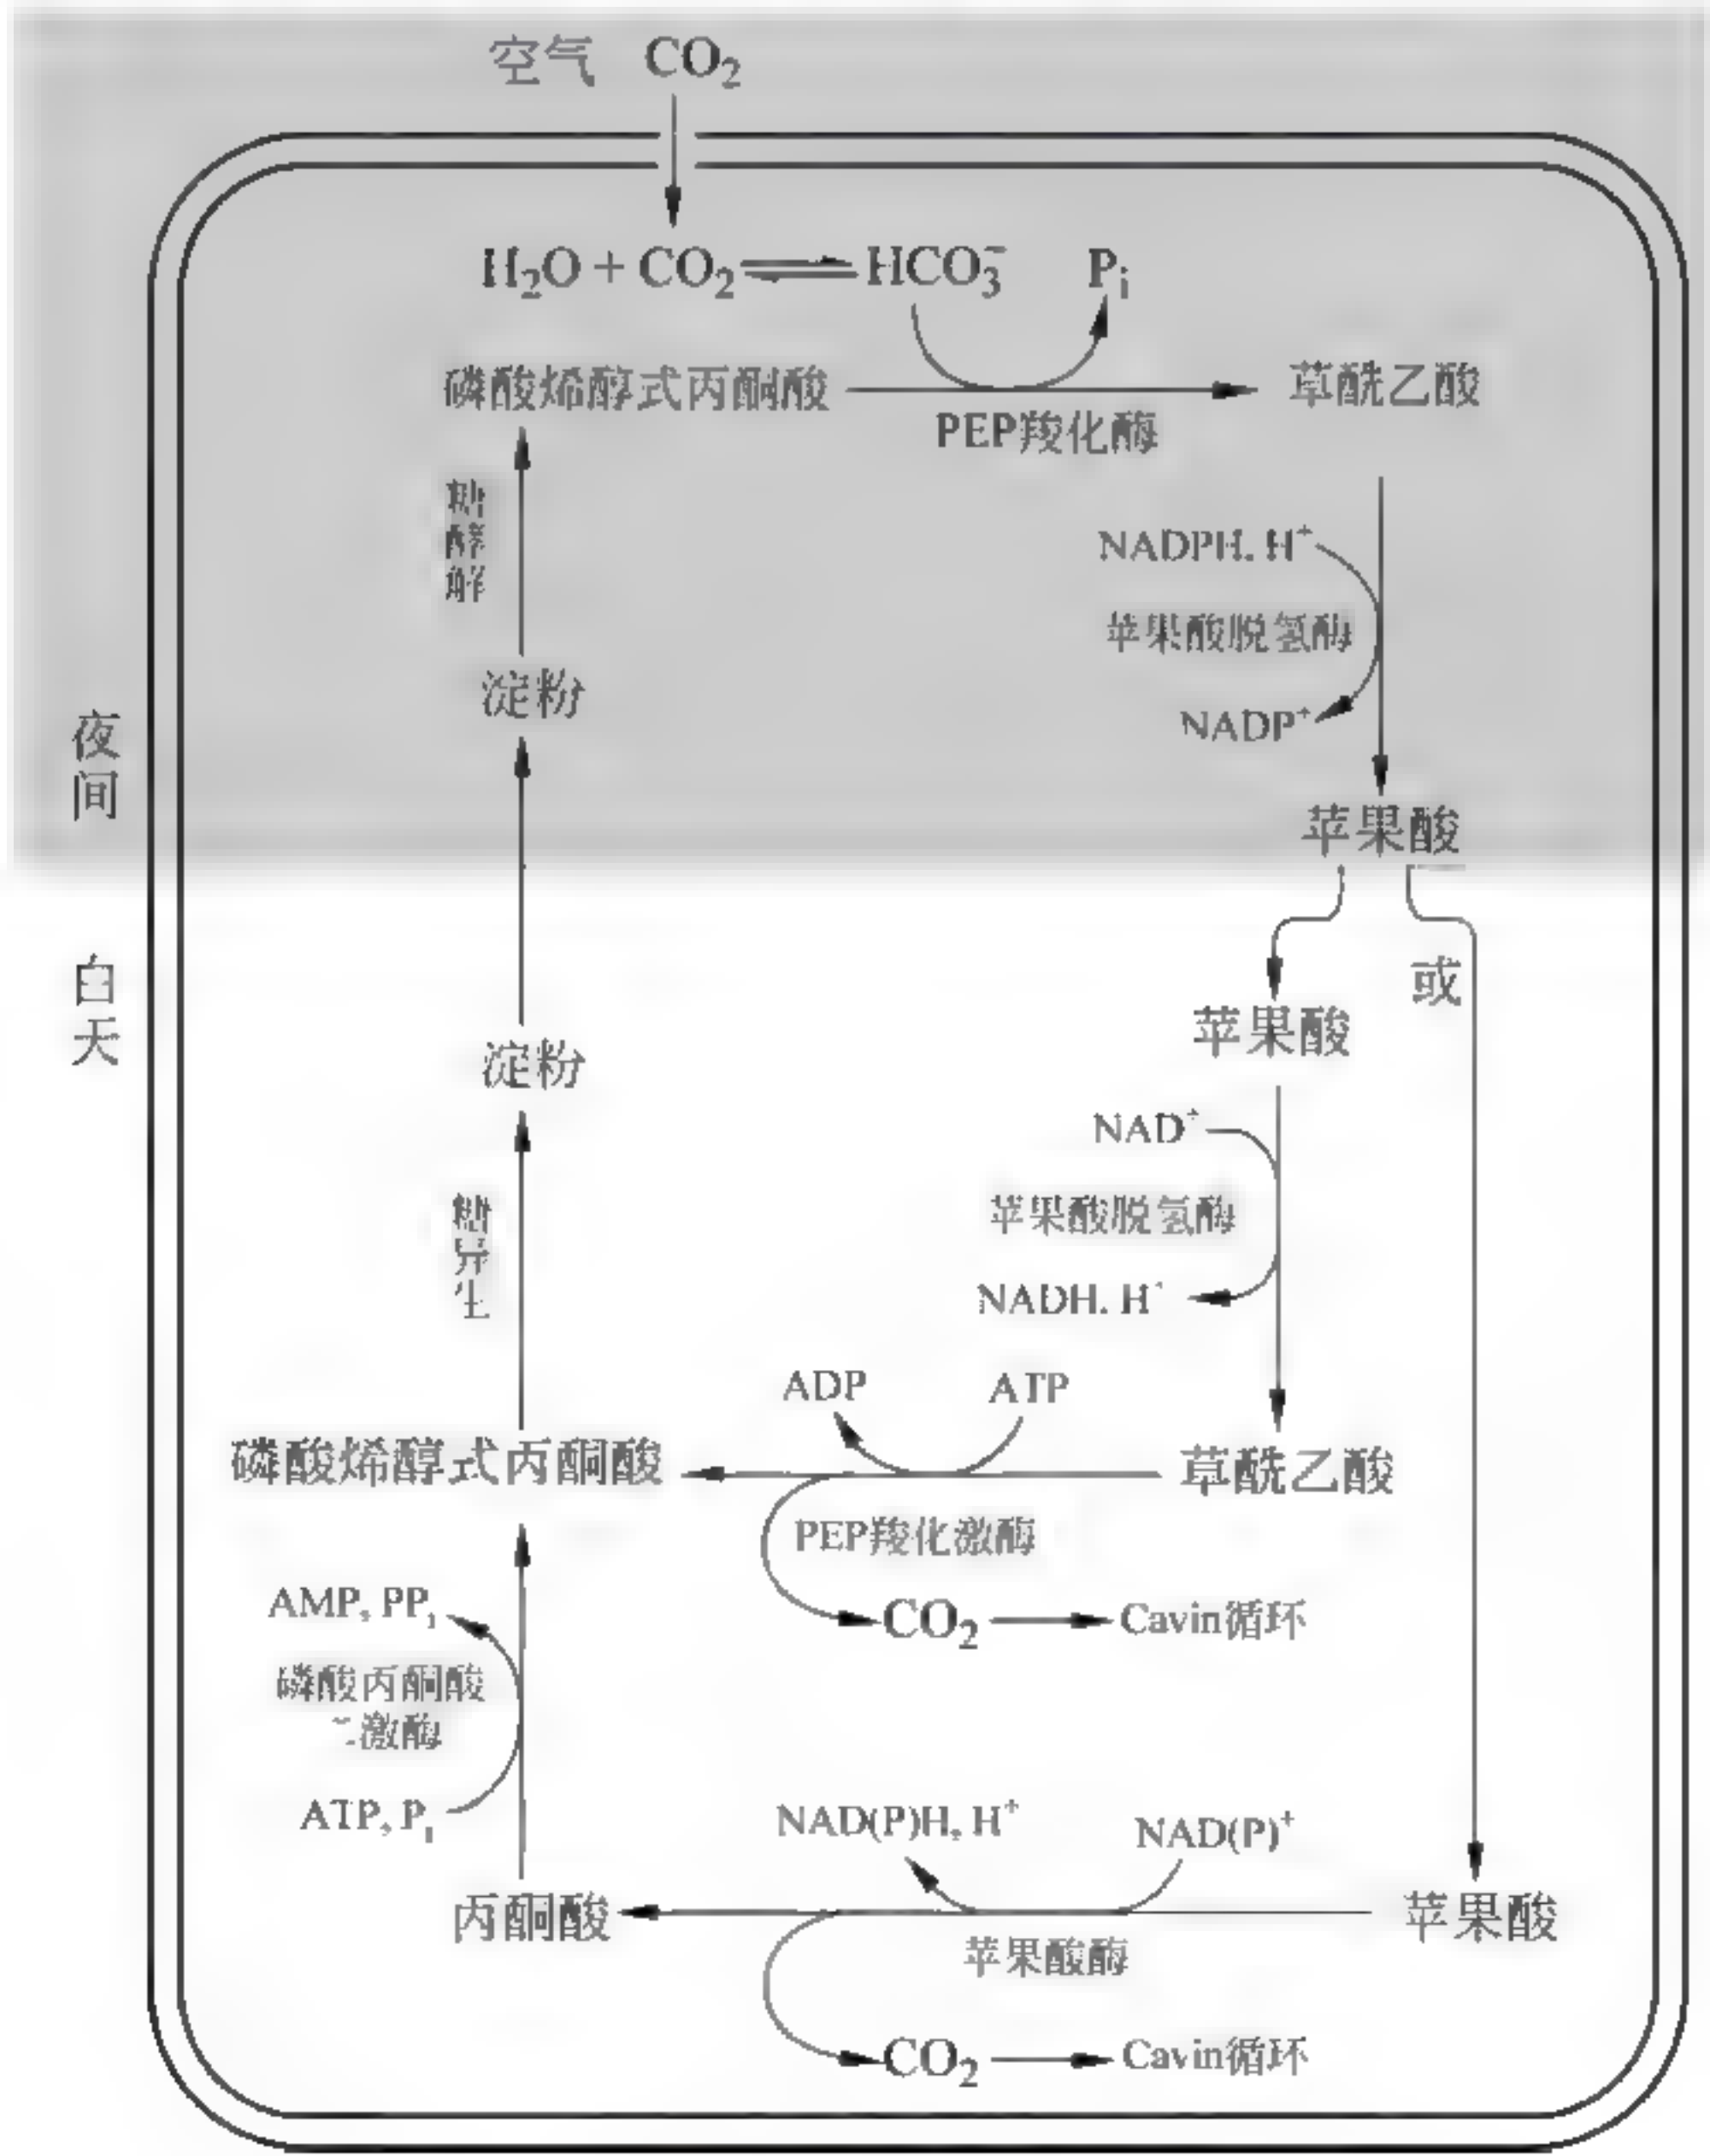 空气 CO₂
H₂O + CO₂ ⇌ HCO₃⁻ Pᵢ
磷酸烯醇式丙酮酸
草酰乙酸
PEP羧化酶
糖酵解
NADPH. H⁺
苹果酸脱氢酶
NADP⁺
淀粉
夜间
苹果酸
白天
或
苹果酸
淀粉
NAD⁺
苹果酸脱氢酶
NADH. H⁺
糖异生
ADP ATP
磷酸烯醇式丙酮酸
草酰乙酸
PEP羧化激酶
CO₂
Cavin循环
AMP, PPᵢ
磷酸丙酮酸
二激酶
ATP, Pᵢ
NAD(P)H, H⁺
NAD(P)⁺
丙酮酸
苹果酸
苹果酸酶
CO₂
Cavin循环